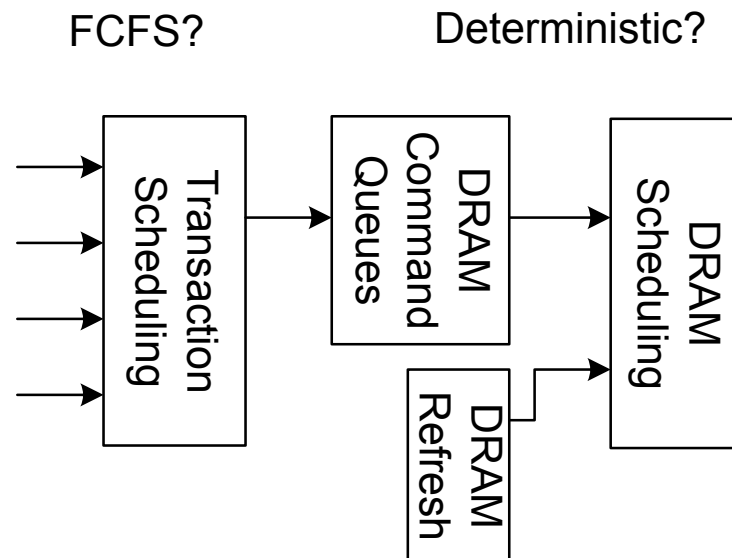 FCFS?
Deterministic?
Transaction
Scheduling
DRAM
Command
Queues
DRAM
Scheduling
DRAM
Refresh